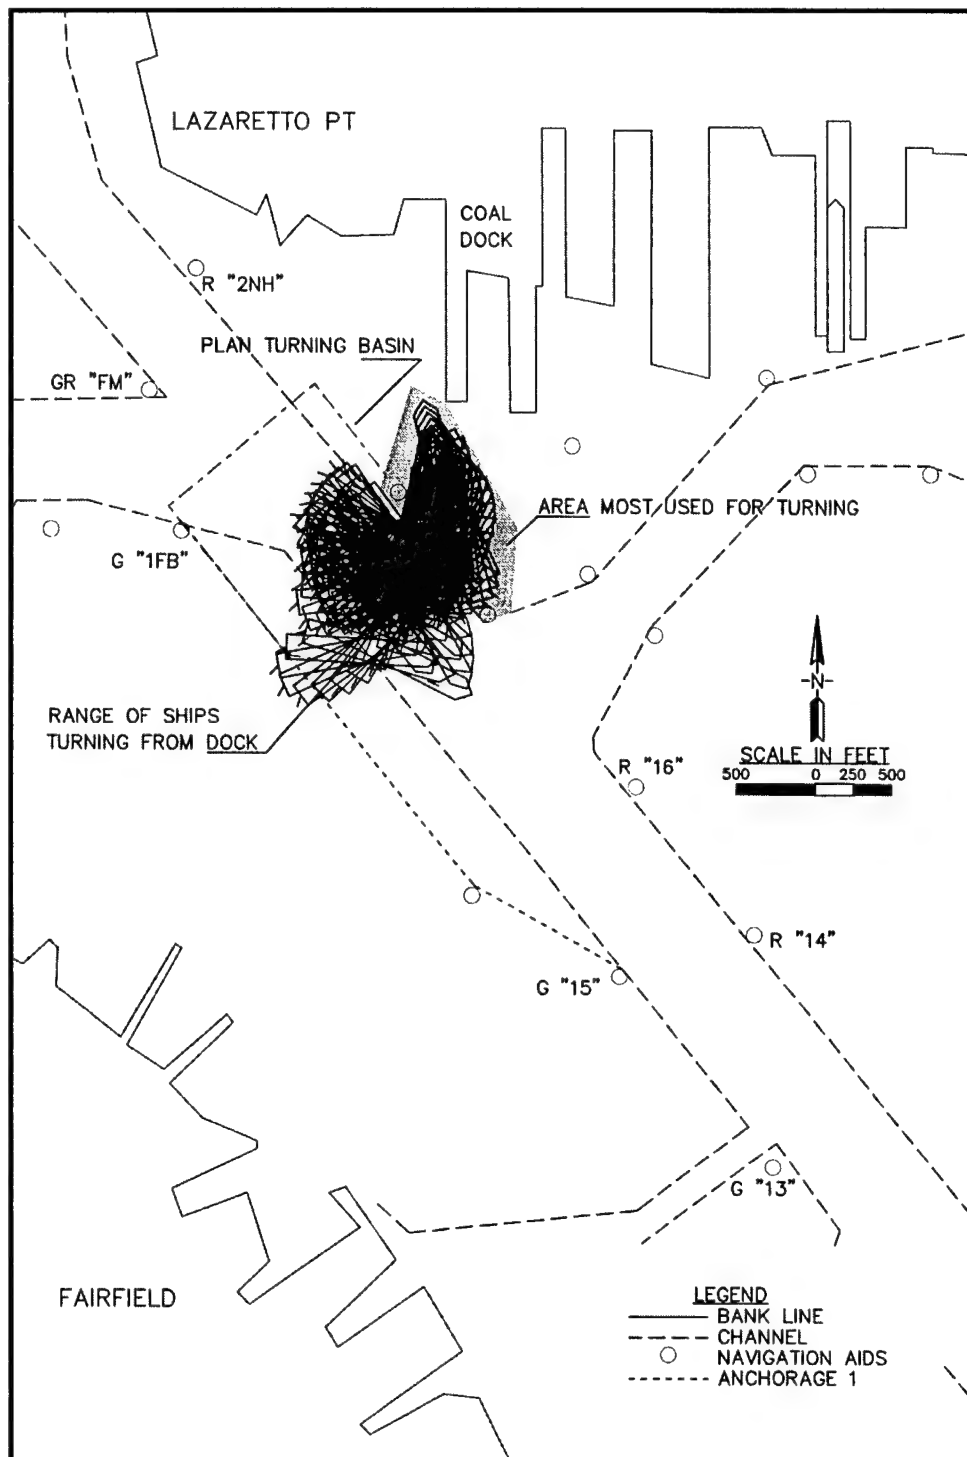 LAZARETTO PT
COAL
DOCK
R "2NH"
PLAN TURNING BASIN
GR "FM"
AREA MOST USED FOR TURNING
G "1FB"
-N-
RANGE OF SHIPS
TURNING FROM DOCK
SCALE IN FEET
500 0 250 500
R "16"
R "14"
G "15"
G "13"
FAIRFIELD
LEGEND
BANK LINE
CHANNEL
NAVIGATION AIDS
ANCHORAGE 1